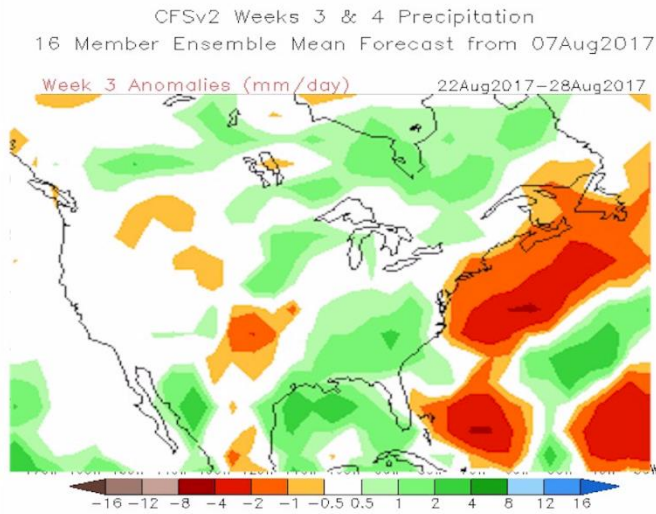 CFSv2 Weeks 3 & 4 Precipitation
16 Member Ensemble Mean Forecast from 07Aug2017
Week 3 Anomalies (mm/day) 22Aug2017-28Aug2017
-16 -12 -8 -4 -2 -1 -0.5 0.5 1 2 4 8 12 16